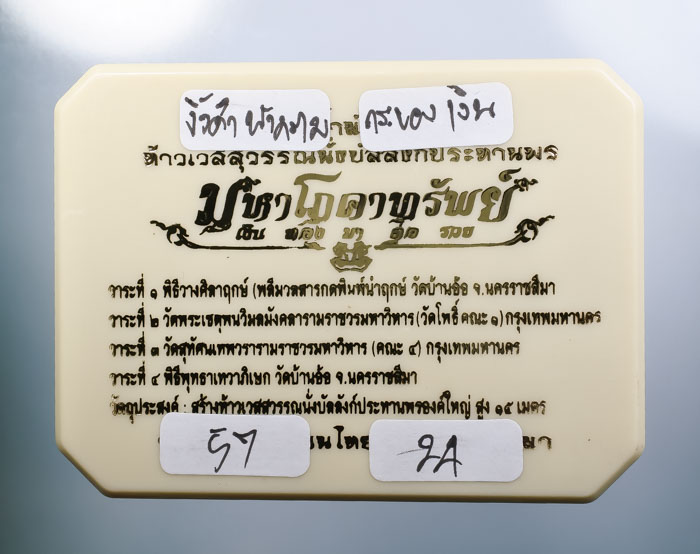 งิ้วดำ หน้ากาม กระบอง เงิน
ท้าวเวสสุวรรณนั่งบัลลังก์ประทานพร
มหาโภคาทรัพย์
เงิน ทอง มา มือ รวย
วาระที่ ๑ พิธีวางศิลาฤกษ์ (พลีมวลสารกดพิมพ์นำฤกษ์ วัดบ้านอ้อ จ.นครราชสีมา
วาระที่ ๒ วัดพระเชตุพนวิมลมังคลารามราชวรมหาวิหาร (วัดโพธิ์ คณะ ๑) กรุงเทพมหานคร
วาระที่ ๓ วัดสุทัศนเทพวรารามราชวรมหาวิหาร (คณะ ๔) กรุงเทพมหานคร
วาระที่ ๔ พิธีพุทธาเทวาภิเษก วัดบ้านอ้อ จ.นครราชสีมา
วัตถุประสงค์ : สร้างท้าวเวสสุวรรณนั่งบัลลังก์ประทานพรองค์ใหญ่ สูง ๑๕ เมตร
57 2A